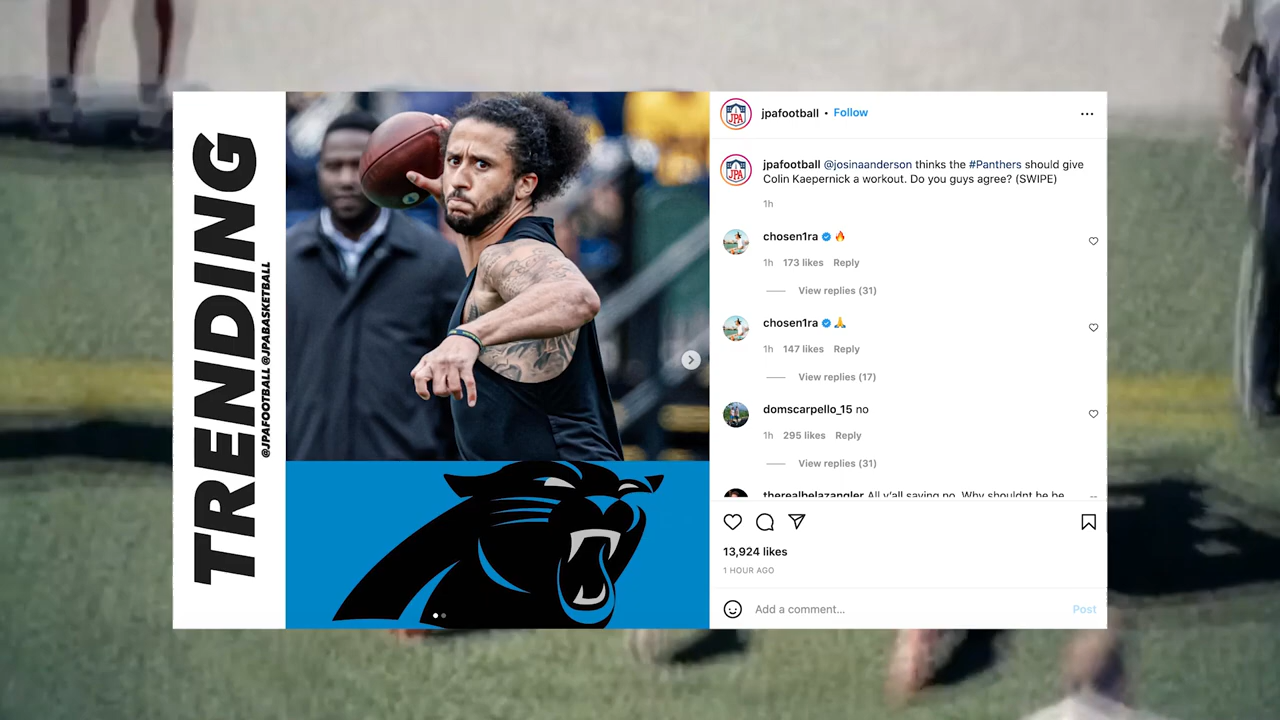 TRENDING
@JPAFOOTBALL @JPABASKETBALL
JPA
jpafootball • Follow
JPA
jpafootball @josinaanderson thinks the #Panthers should give
Colin Kaepernick a workout. Do you guys agree? (SWIPE)
1h
chosen1ra 🔥
1h 173 likes Reply
View replies (31)
chosen1ra 🙏
1h 147 likes Reply
View replies (17)
domscarpello_15 no
1h 295 likes Reply
View replies (31)
therealbelazangler All y'all saying no. Why shouldnt he be
13,924 likes
1 HOUR AGO
Add a comment...
Post